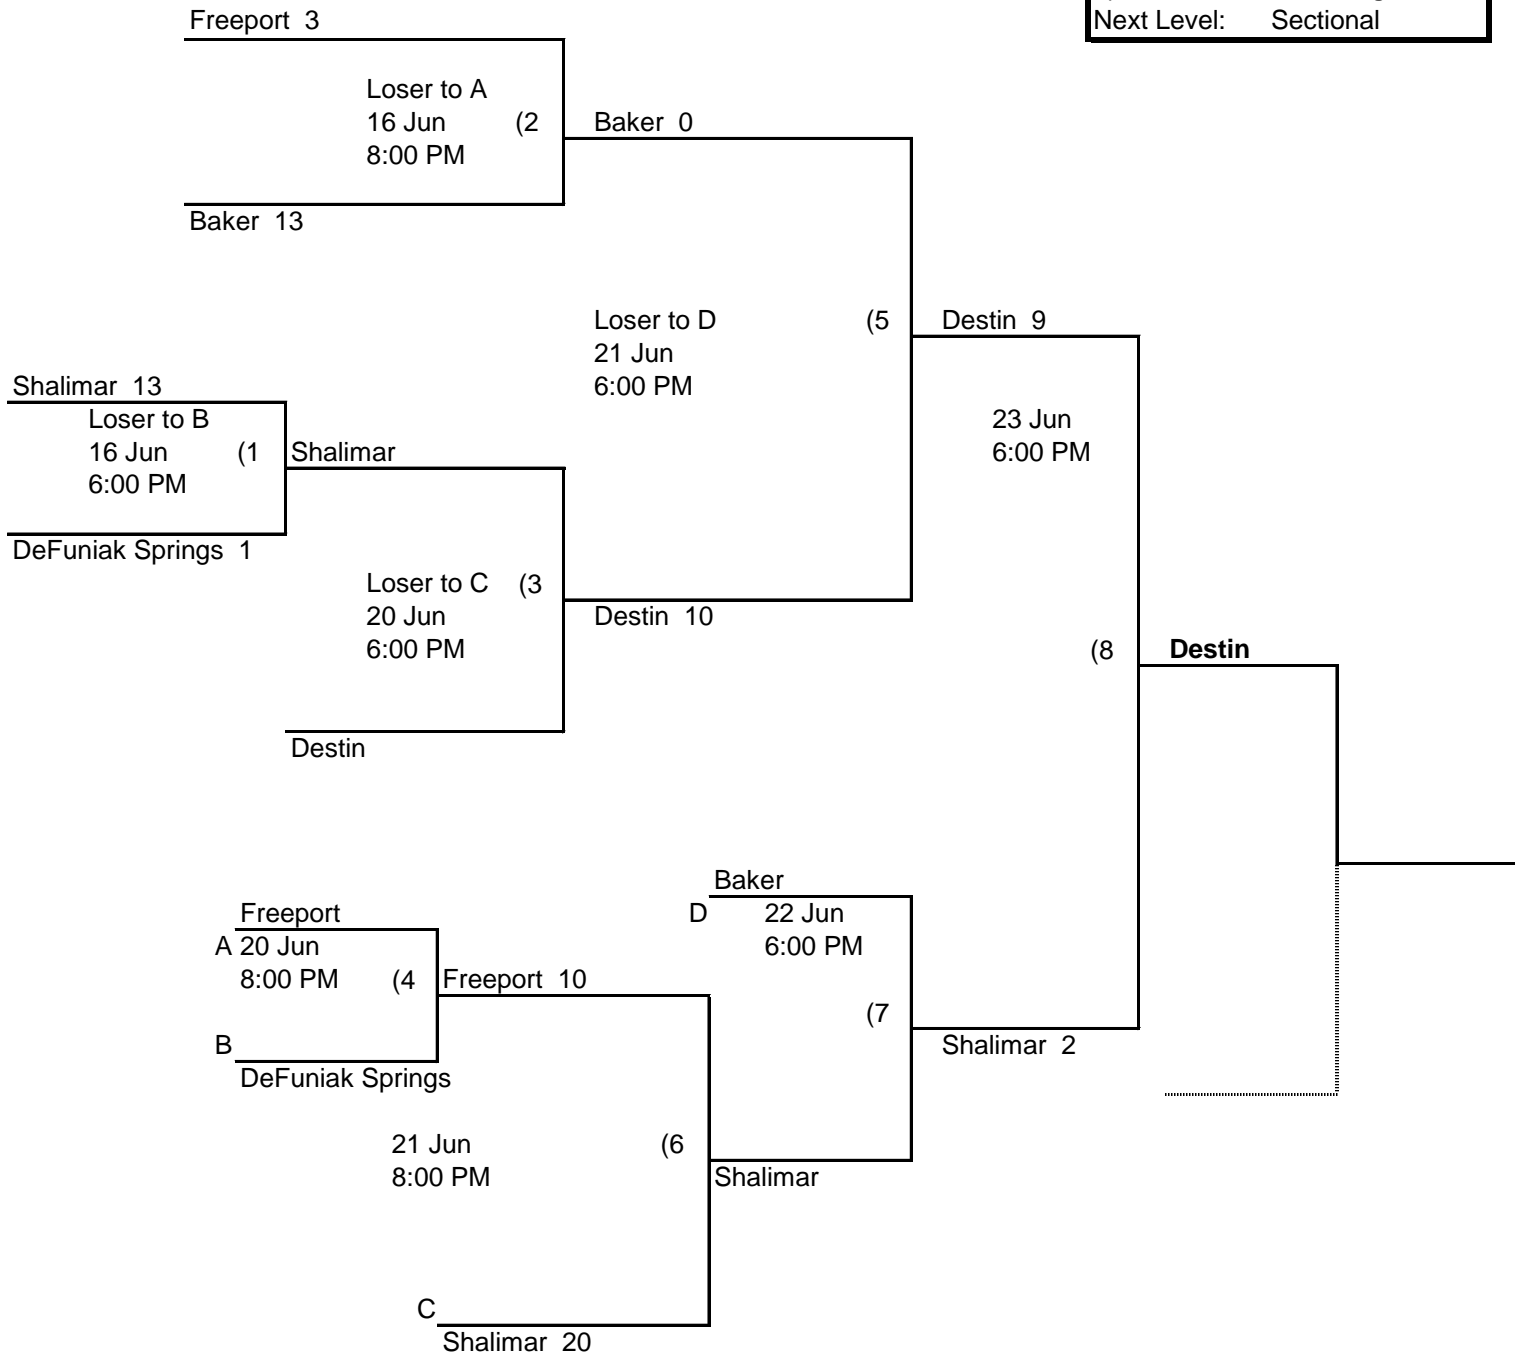 Freeport 3
Next Level: Sectional
Loser to A
16 Jun (2
8:00 PM
Baker 0
Baker 13
Loser to D (5
21 Jun
6:00 PM
Destin 9
Shalimar 13
Loser to B
16 Jun (1
6:00 PM
Shalimar
23 Jun
6:00 PM
DeFuniak Springs 1
Loser to C (3
20 Jun
6:00 PM
Destin 10
(8
Destin
Destin
Baker
D 22 Jun
6:00 PM
Freeport
A 20 Jun
8:00 PM (4
Freeport 10
(7
B
DeFuniak Springs
Shalimar 2
21 Jun (6
8:00 PM
Shalimar
C
Shalimar 20